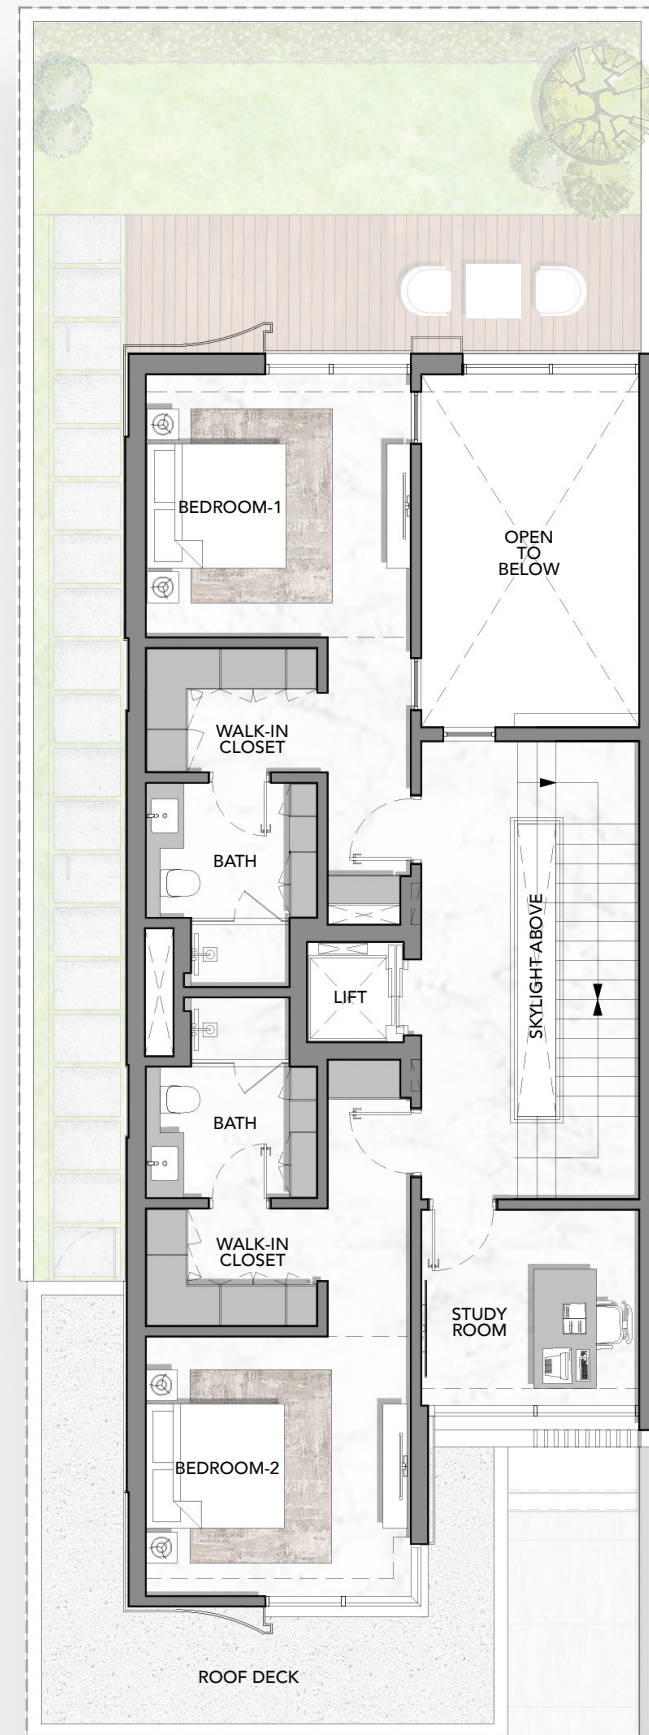 BEDROOM-1
OPEN
TO
BELOW
WALK-IN
CLOSET
BATH
SKYLIGHT ABOVE
LIFT
BATH
WALK-IN
CLOSET
STUDY
ROOM
BEDROOM-2
ROOF DECK